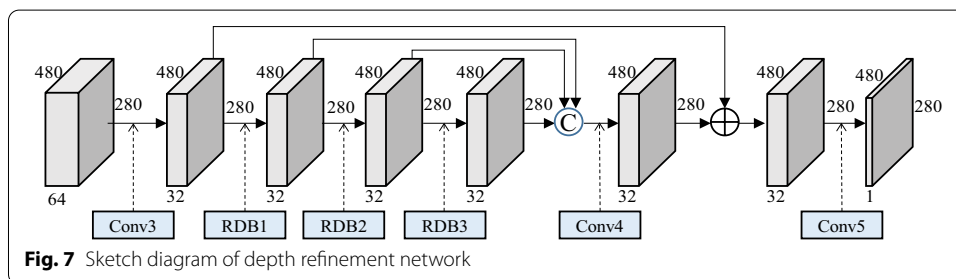 480 480 480 480 480 480 480 480
280 280 280 280 280 280 280 280
C
64 32 32 32 32 32 32 1
Conv3 RDB1 RDB2 RDB3 Conv4 Conv5
Fig. 7 Sketch diagram of depth refinement network